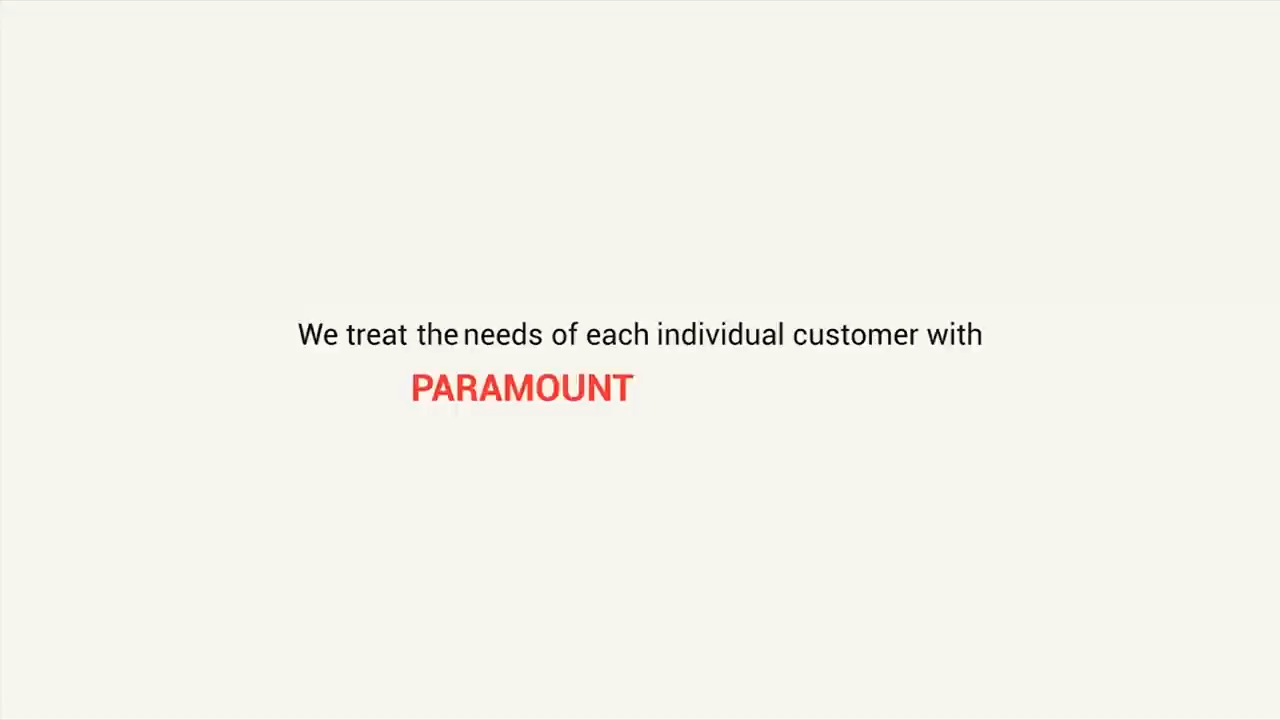 We treat the needs of each individual customer with
PARAMOUNT